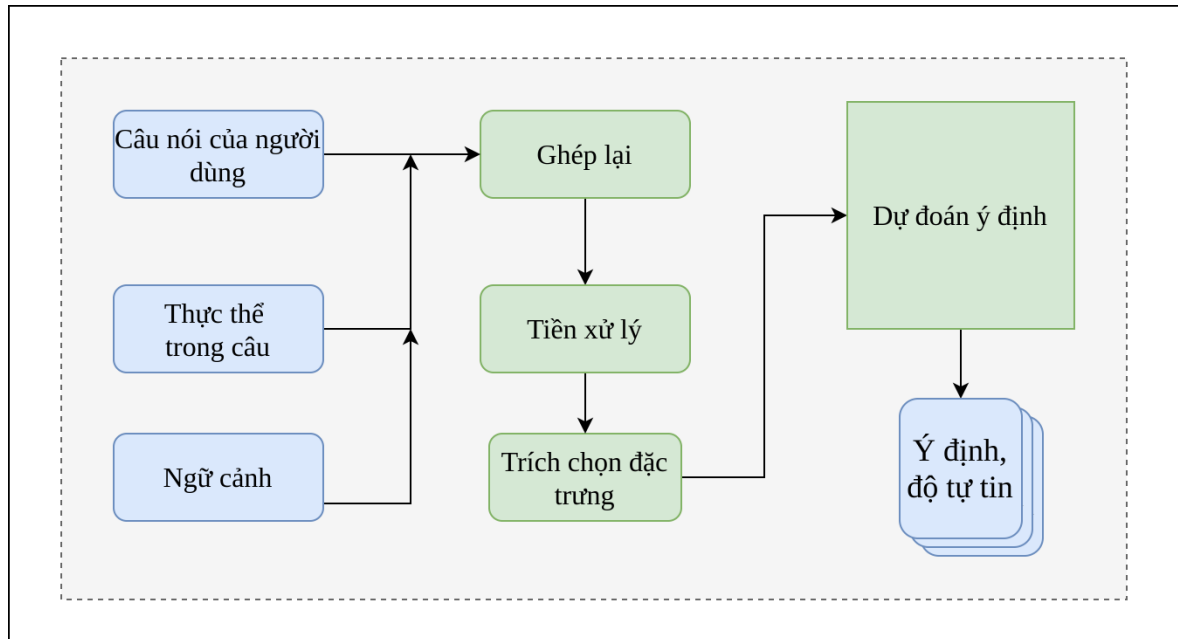 Câu nói của người
dùng
Ghép lại
Dự đoán ý định
Thực thể
trong câu
Tiền xử lý
Ngữ cảnh
Trích chọn đặc
trưng
Ý định,
độ tự tin